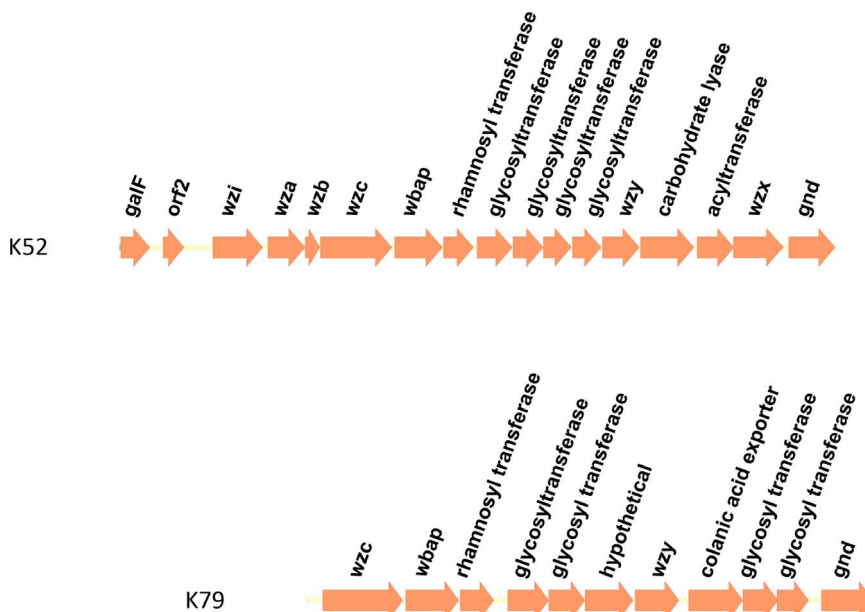 galF
orf2
wzi
wza
wzb
wzc
wbap
rhamnosyl transferase
glycosyltransferase
glycosyltransferase
glycosyltransferase
glycosyltransferase
wzy
carbohydrate lyase
acyltransferase
wzx
gnd
K52
wzc
wbap
rhamnosyl transferase
glycosyltransferase
glycosyl transferase
hypothetical
wzy
colanic acid exporter
glycosyl transferase
glycosyl transferase
gnd
K79